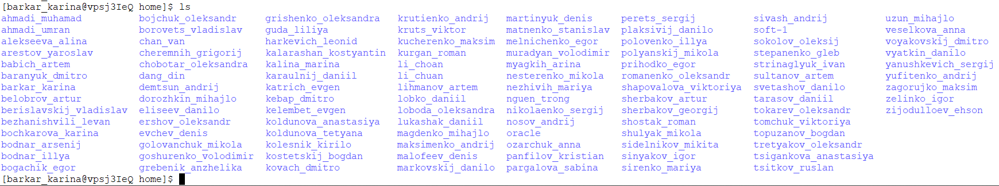 [barkar_karina@vpsj3IeQ home]$ ls
ahmadi_muhamad bojchuk_oleksandr grishenko_oleksandra krutienko_andrij martinyuk_denis perets_sergij sivash_andrij uzun_mihajlo
ahmadi_umran borovets_vladislav guda_liliya kruts_viktor matnenko_stanislav plaksivij_danilo soft-1 veselkova_anna
alekseeva_alina chan_van harkevich_leonid kucherenko_maksim melnichenko_egor polovenko_illya sokolov_oleksij voyakovskij_dmitro
arestov_yaroslav cheremnih_grigorij kalarashan_kostyantin kurgan_roman muradyan_volodimir polyanskij_mikola stepanenko_gleb vyatkin_danilo
babich_artem chobotar_oleksandra kalina_marina li_choan myagkih_arina prihodko_egor strinaglyuk_ivan yanushkevich_sergij
baranyuk_dmitro dang_din karaulnij_daniil li_chuan nesterenko_mikola romanenko_oleksandr sultanov_artem yufitenko_andrij
barkar_karina demtsun_andrij katrich_evgen lihmanov_artem nezhivih_mariya shapovalova_viktoriya svetashov_danilo zagorujko_maksim
belobrov_artur dorozhkin_mihajlo kebap_dmitro lobko_daniil nguen_trong sherbakov_artur tarasov_daniil zelinko_igor
berislavskij_vladislav eliseev_danilo kelembet_evgen loboda_oleksandra nikolaenko_sergij sherbakov_georgij tokarev_oleksandr zijodulloev_ehson
bezhanishvili_levan ershov_oleksandr koldunova_anastasiya lukashak_daniil nosov_andrij shostak_roman tomchuk_viktoriya
bochkarova_karina evchev_denis koldunova_tetyana magdenko_mihajlo oracle shulyak_mikola topuzanov_bogdan
bodnar_arsenij golovanchuk_mikola kolesnik_kirilo maksimenko_andrij ozarchuk_anna sidelnikov_mikita tretyakov_oleksandr
bodnar_illya goshurenko_volodimir kostetskij_bogdan malofeev_denis panfilov_kristian sinyakov_igor tsigankova_anastasiya
bogachik_egor grebenik_anzhelika kovach_dmitro markovskij_danilo pargalova_sabina sirenko_mariya tsitkov_ruslan
[barkar_karina@vpsj3IeQ home]$